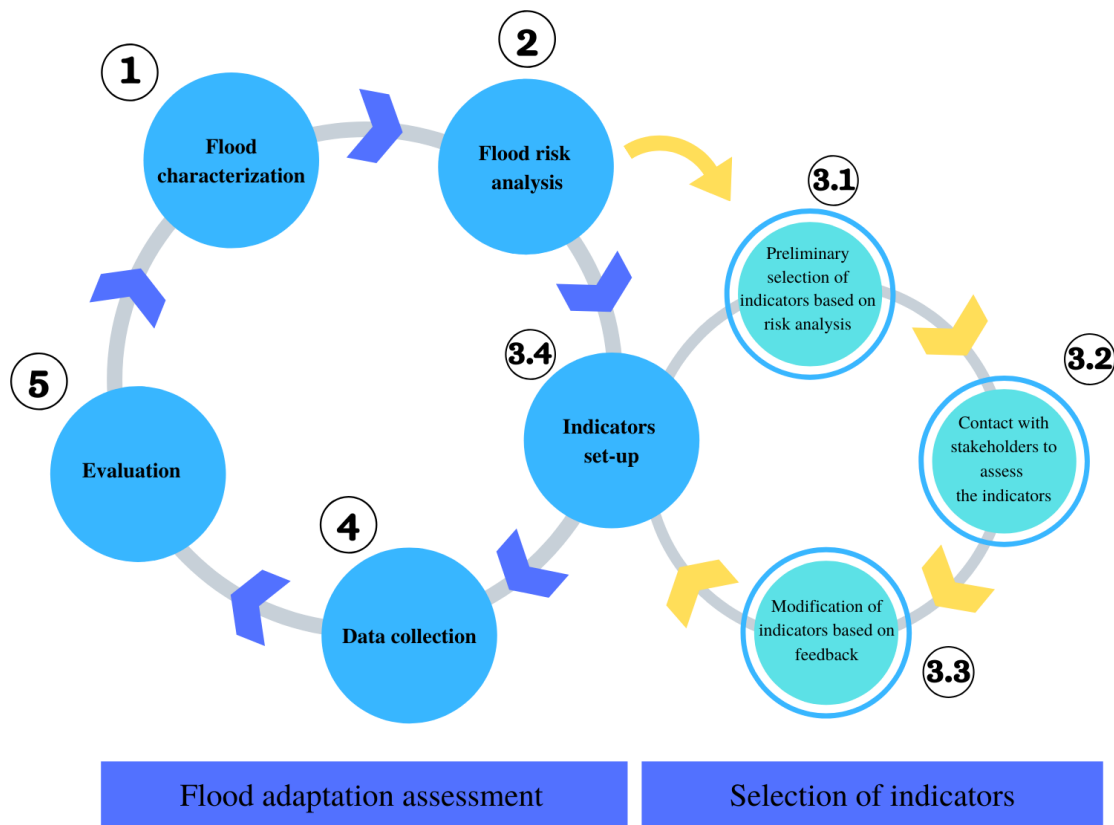 1
Flood
characterization
2
Flood risk
analysis
3.1
Preliminary
selection of
indicators based on
risk analysis
3.2
Contact with
stakeholders to
assess
the indicators
3.3
Modification of
indicators based on
feedback
3.4
Indicators
set-up
4
Data collection
5
Evaluation
Flood adaptation assessment
Selection of indicators